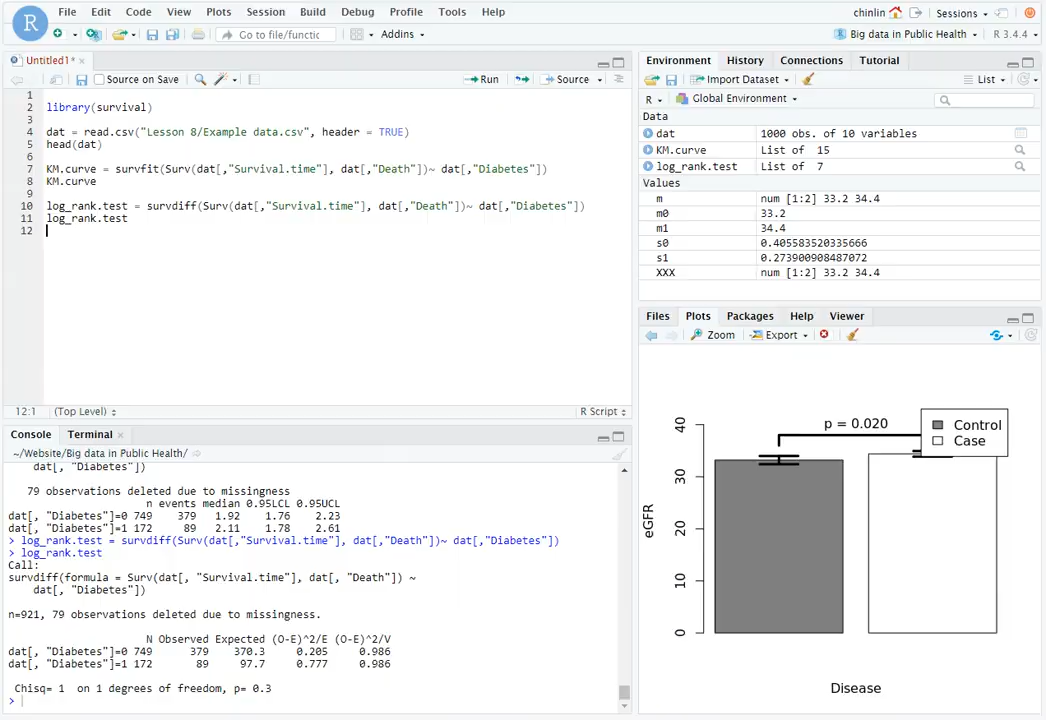 File Edit Code View Plots Session Build Debug Profile Tools Help
chinlin Sessions
R
Go to file/functic Addins
Big data in Public Health R 3.4.4
Untitled1*
Source on Save Run Source
1
2 library(survival)
3
4 dat = read.csv("Lesson 8/Example data.csv", header = TRUE)
5 head(dat)
6
7 KM.curve = survfit(Surv(dat[,"Survival.time"], dat[,"Death"])~ dat[,"Diabetes"])
8 KM.curve
9
10 log_rank.test = survdiff(Surv(dat[,"Survival.time"], dat[,"Death"])~ dat[,"Diabetes"])
11 log_rank.test
12
12:1 (Top Level) R Script
Console Terminal
~/Website/Big data in Public Health/
dat[, "Diabetes"])
79 observations deleted due to missingness
n events median 0.95LCL 0.95UCL
dat[, "Diabetes"]=0 749 379 1.92 1.76 2.23
dat[, "Diabetes"]=1 172 89 2.11 1.78 2.61
> log_rank.test = survdiff(Surv(dat[,"Survival.time"], dat[,"Death"])~ dat[,"Diabetes"])
> log_rank.test
Call:
survdiff(formula = Surv(dat[, "Survival.time"], dat[, "Death"]) ~
dat[, "Diabetes"])
n=921, 79 observations deleted due to missingness.
N Observed Expected (O-E)^2/E (O-E)^2/V
dat[, "Diabetes"]=0 749 379 370.3 0.205 0.986
dat[, "Diabetes"]=1 172 89 97.7 0.777 0.986
Chisq= 1 on 1 degrees of freedom, p= 0.3
>
Environment History Connections Tutorial
Import Dataset List
R Global Environment
Data
dat 1000 obs. of 10 variables
KM.curve List of 15
log_rank.test List of 7
Values
m num [1:2] 33.2 34.4
m0 33.2
m1 34.4
s0 0.405583520335666
s1 0.273900908487072
XXX num [1:2] 33.2 34.4
Files Plots Packages Help Viewer
Zoom Export
p = 0.020
Control
Case
40
30
20
10
0
eGFR
Disease